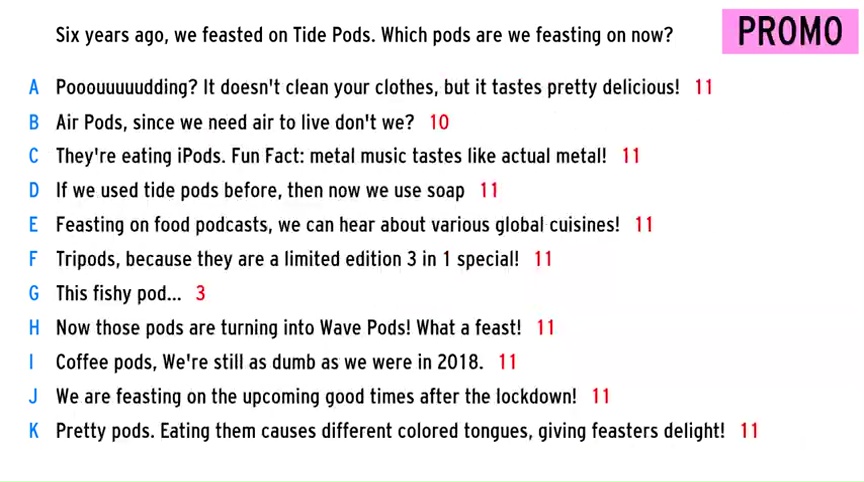 Six years ago, we feasted on Tide Pods. Which pods are we feasting on now?
PROMO
A Pooouuuuudding? It doesn't clean your clothes, but it tastes pretty delicious! 11
B Air Pods, since we need air to live don't we? 10
C They're eating iPods. Fun Fact: metal music tastes like actual metal! 11
D If we used tide pods before, then now we use soap 11
E Feasting on food podcasts, we can hear about various global cuisines! 11
F Tripods, because they are a limited edition 3 in 1 special! 11
G This fishy pod... 3
H Now those pods are turning into Wave Pods! What a feast! 11
I Coffee pods, We're still as dumb as we were in 2018. 11
J We are feasting on the upcoming good times after the lockdown! 11
K Pretty pods. Eating them causes different colored tongues, giving feasters delight! 11